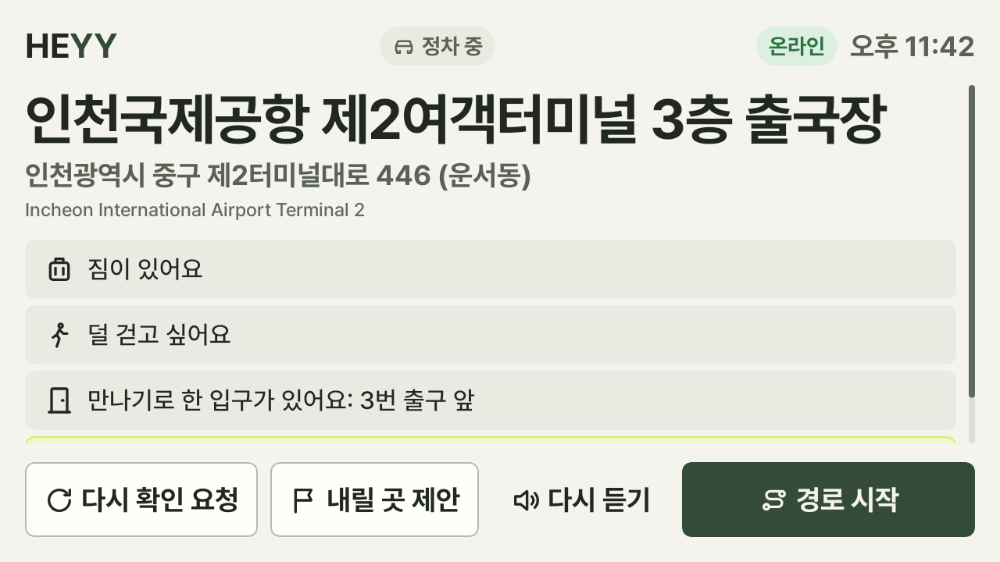 HEYY
정차 중
온라인
오후 11:42
인천국제공항 제2여객터미널 3층 출국장
인천광역시 중구 제2터미널대로 446 (운서동)
Incheon International Airport Terminal 2
짐이 있어요
덜 걷고 싶어요
만나기로 한 입구가 있어요: 3번 출구 앞
다시 확인 요청
내릴 곳 제안
다시 듣기
경로 시작